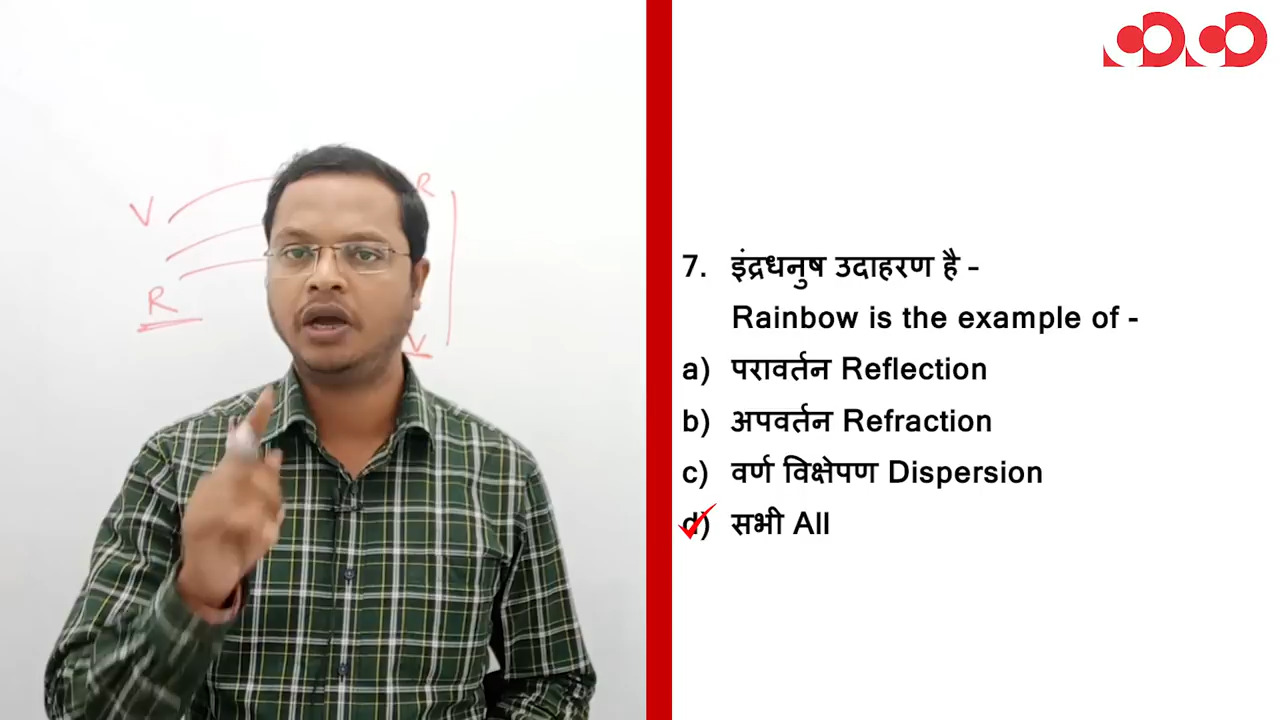 V
R
R
V
7. इंद्रधनुष उदाहरण है -
Rainbow is the example of -
a) परावर्तन Reflection
b) अपवर्तन Refraction
c) वर्ण विक्षेपण Dispersion
d) सभी All